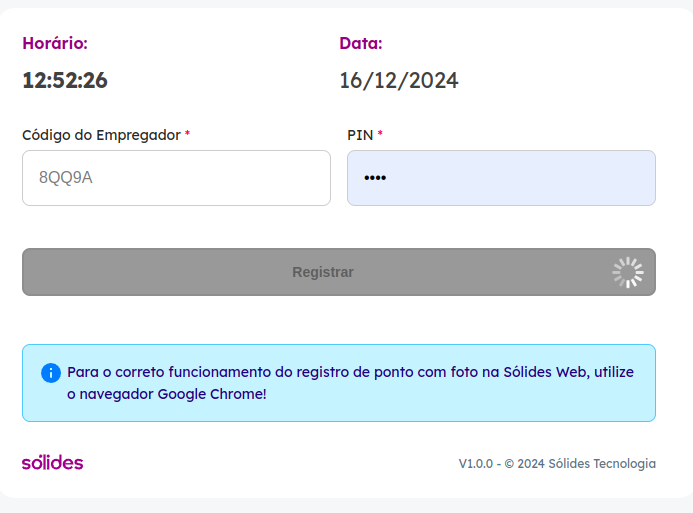 Horário:
Data:
12:52:26
16/12/2024
Código do Empregador *
PIN *
8QQ9A
••••
Registrar
Para o correto funcionamento do registro de ponto com foto na Sólides Web, utilize
o navegador Google Chrome!
sólides
V1.0.0 - © 2024 Sólides Tecnologia